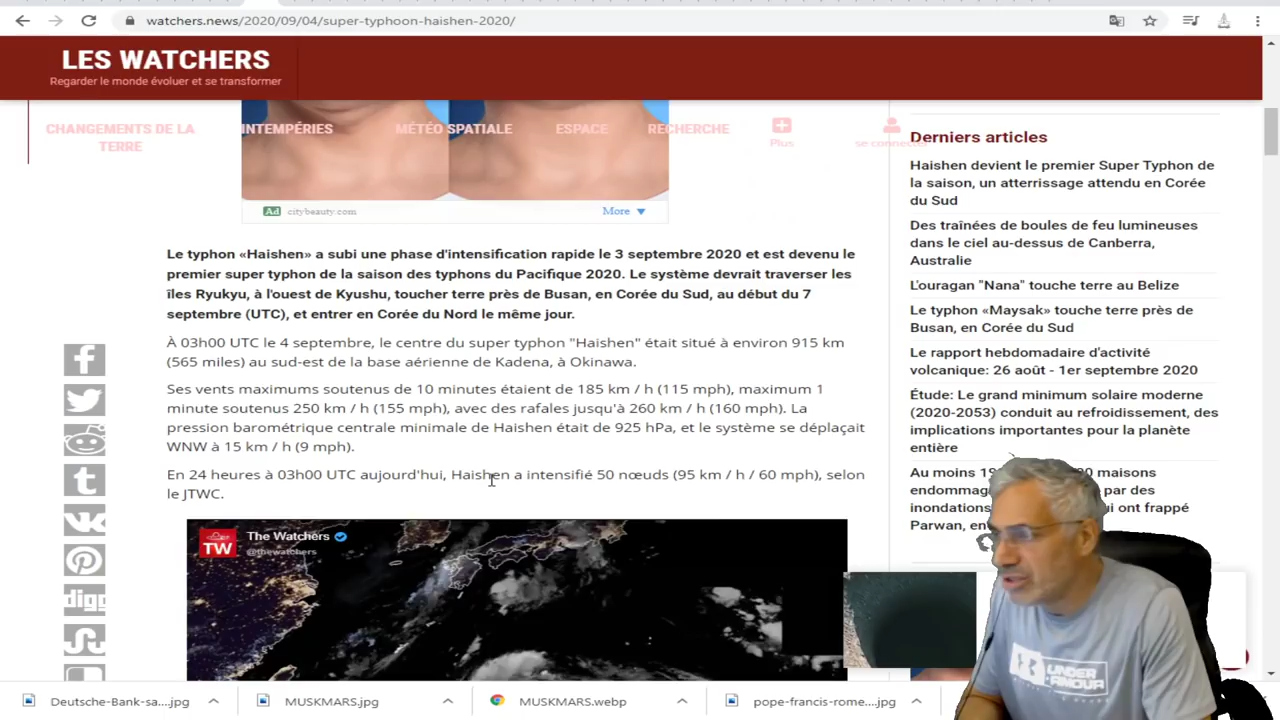 watchers.news/2020/09/04/super-typhoon-haishen-2020/
LES WATCHERS
Regarder le monde évoluer et se transformer
CHANGEMENTS DE LA
TERRE
INTEMPÉRIES
MÉTÉO SPATIALE
ESPACE
RECHERCHE
Plus
se connecter
Ad citybeauty.com
More
Le typhon «Haishen» a subi une phase d'intensification rapide le 3 septembre 2020 et est devenu le
premier super typhon de la saison des typhons du Pacifique 2020. Le système devrait traverser les
îles Ryukyu, à l'ouest de Kyushu, toucher terre près de Busan, en Corée du Sud, au début du 7
septembre (UTC), et entrer en Corée du Nord le même jour.
À 03h00 UTC le 4 septembre, le centre du super typhon "Haishen" était situé à environ 915 km
(565 miles) au sud-est de la base aérienne de Kadena, à Okinawa.
Ses vents maximums soutenus de 10 minutes étaient de 185 km / h (115 mph), maximum 1
minute soutenus 250 km / h (155 mph), avec des rafales jusqu'à 260 km / h (160 mph). La
pression barométrique centrale minimale de Haishen était de 925 hPa, et le système se déplaçait
WNW à 15 km / h (9 mph).
En 24 heures à 03h00 UTC aujourd'hui, Haishen a intensifié 50 nœuds (95 km / h / 60 mph), selon
le JTWC.
TW
The Watchers
@thewatchers
digg
Derniers articles
Haishen devient le premier Super Typhon de
la saison, un atterrissage attendu en Corée
du Sud
Des traînées de boules de feu lumineuses
dans le ciel au-dessus de Canberra,
Australie
L'ouragan "Nana" touche terre au Belize
Le typhon «Maysak» touche terre près de
Busan, en Corée du Sud
Le rapport hebdomadaire d'activité
volcanique: 26 août - 1er septembre 2020
Étude: Le grand minimum solaire moderne
(2020-2053) conduit au refroidissement, des
implications importantes pour la planète
entière
Au moins maisons
endommag par des
inondations ui ont frappé
Parwan, en
UNDER ARMOUR
Deutsche-Bank-sa....jpg
MUSKMARS.jpg
MUSKMARS.webp
pope-francis-rome....jpg